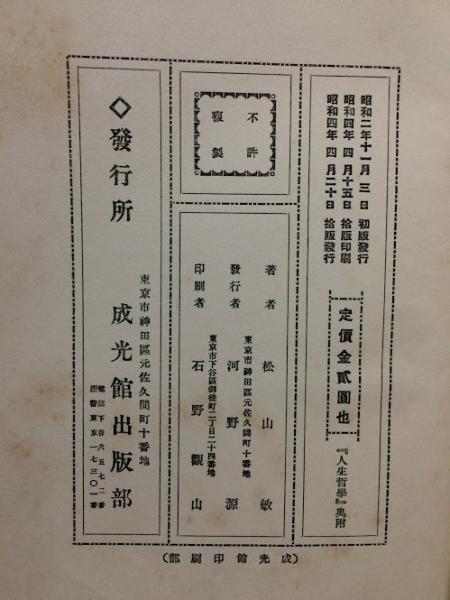 昭和二年十一月三日 初版發行
昭和四年四月十五日 拾版印刷
昭和四年四月二十日 拾版發行
定價金貳圓也
『人生哲學』奧附
不許
複製
著者 松山敏
東京市神田區元佐久間町十番地
發行者 河野源
東京市下谷區御徒町二丁目二十四番地
印刷者 石野觀山
◇發行所
東京市神田區元佐久間町十番地
成光館出版部
電話下谷六五七二番
振替東京一七三〇一番
(成光館印刷部)